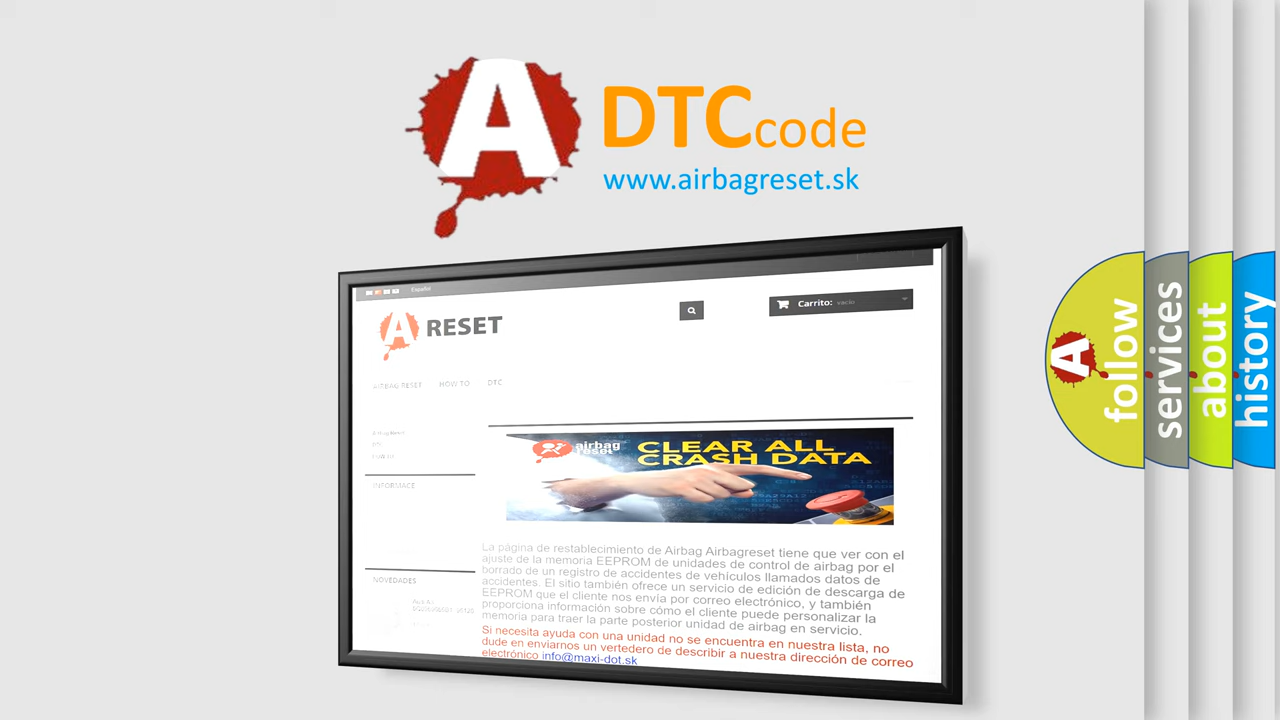 A DTC code
www.airbagreset.sk
Español
A RESET
Carrito: vacío
AIRBAG RESET HOW TO DTC
INFORMACE
NOVEDADES
airbag
reset
CLEAR ALL
CRASH DATA
La página de restablecimiento de Airbag Airbagreset tiene que ver con el
ajuste de la memoria EEPROM de unidades de control de airbag por el
borrado de un registro de accidentes de vehículos llamados datos de
accidentes. El sitio también ofrece un servicio de edición de descarga de
EEPROM que el cliente nos envía por correo electrónico, y también
proporciona información sobre cómo el cliente puede personalizar la
memoria para traer la parte posterior unidad de airbag en servicio.
Si necesita ayuda con una unidad no se encuentra en nuestra lista, no
dude en enviarnos un vertedero de describir a nuestra dirección de correo
electrónico info@maxi-dot.sk
A
follow
services
about
history